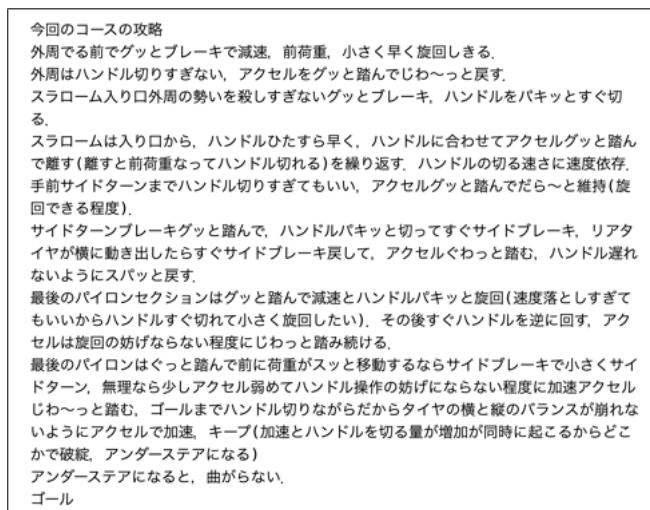 今回のコースの攻略
外周でる前でグッとブレーキで減速，前荷重，小さく早く旋回しきる．
外周はハンドル切りすぎない，アクセルをグッと踏んでじわ〜っと戻す．
スラローム入り口外周の勢いを殺しすぎないグッとブレーキ，ハンドルをパキッとすぐ切
る．
スラロームは入り口から，ハンドルひたすら早く，ハンドルに合わせてアクセルグッと踏ん
で離す(離すと前荷重なってハンドル切れる)を繰り返す．ハンドルの切る速さに速度依存．
手前サイドターンまでハンドル切りすぎてもいい，アクセルグッと踏んでだら〜と維持(旋
回できる程度)．
サイドターンブレーキグッと踏んで，ハンドルパキッと切ってすぐサイドブレーキ，リアタ
イヤが横に動き出したらすぐサイドブレーキ戻して，アクセルぐわっと踏む，ハンドル遅れ
ないようにスパッと戻す．
最後のパイロンセクションはグッと踏んで減速とハンドルパキッと旋回(速度落としすぎて
もいいからハンドルすぐ切れて小さく旋回したい)．その後すぐハンドルを逆に回す，アク
セルは旋回の妨げならない程度にじわっと踏み続ける．
最後のパイロンはぐっと踏んで前に荷重がスッと移動するならサイドブレーキで小さくサイ
ドターン，無理なら少しアクセル弱めてハンドル操作の妨げにならない程度に加速アクセル
じわ〜っと踏む，ゴールまでハンドル切りながらだからタイヤの横と縦のバランスが崩れな
いようにアクセルで加速，キープ(加速とハンドルを切る量が増加が同時に起こるからどこ
かで破綻，アンダーステアになる)
アンダーステアになると，曲がらない．
ゴール